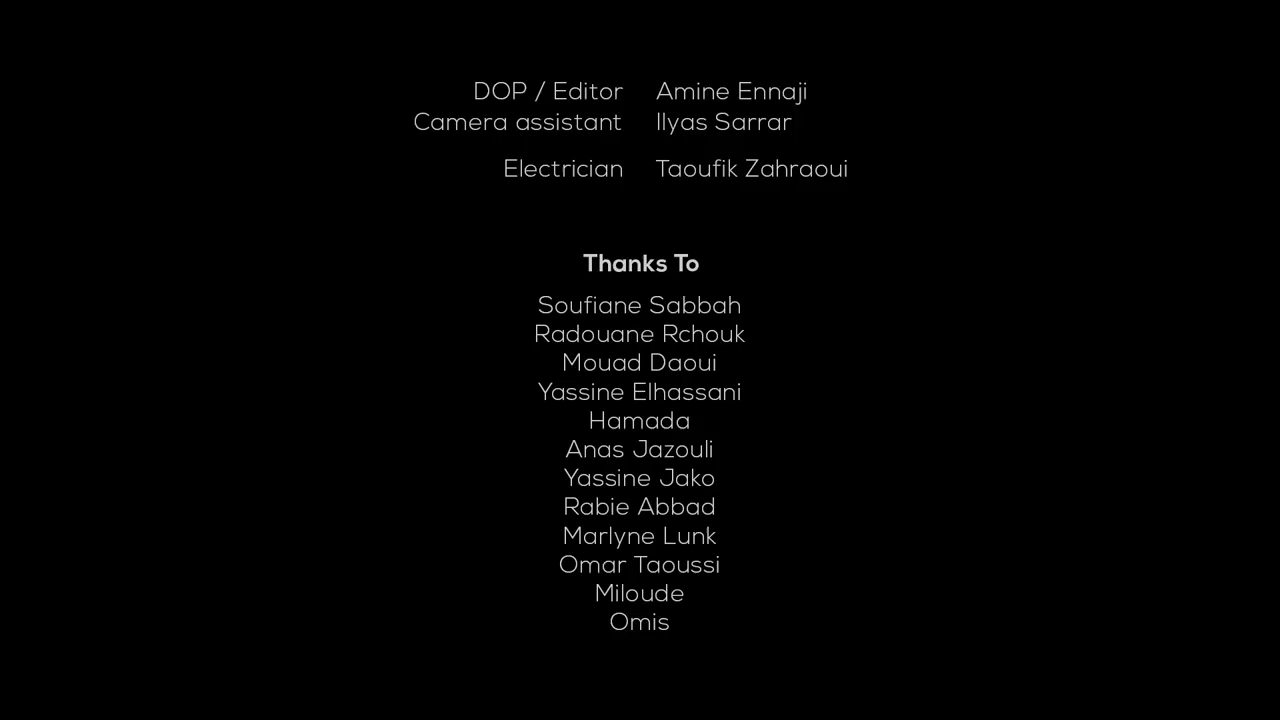 DOP / Editor Amine Ennaji
Camera assistant Ilyas Sarrar
Electrician Taoufik Zahraoui
Thanks To
Soufiane Sabbah
Radouane Rchouk
Mouad Daoui
Yassine Elhassani
Hamada
Anas Jazouli
Yassine Jako
Rabie Abbad
Marlyne Lunk
Omar Taoussi
Miloude
Omis